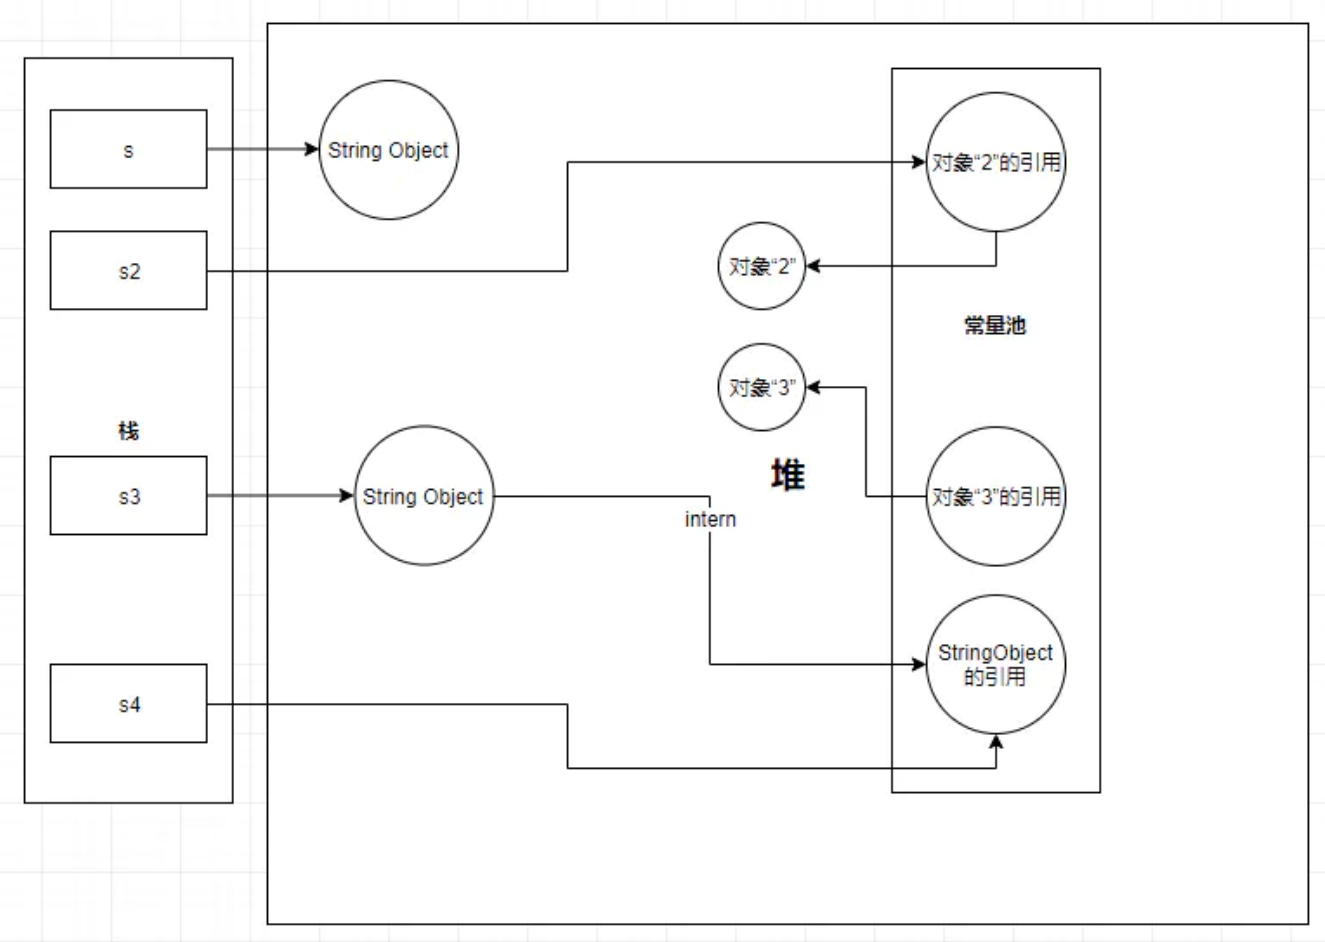 s
String Object
对象“2”的引用
s2
对象“2”
常量池
对象“3”
栈
堆
s3
String Object
intern
对象“3”的引用
StringObject
的引用
s4